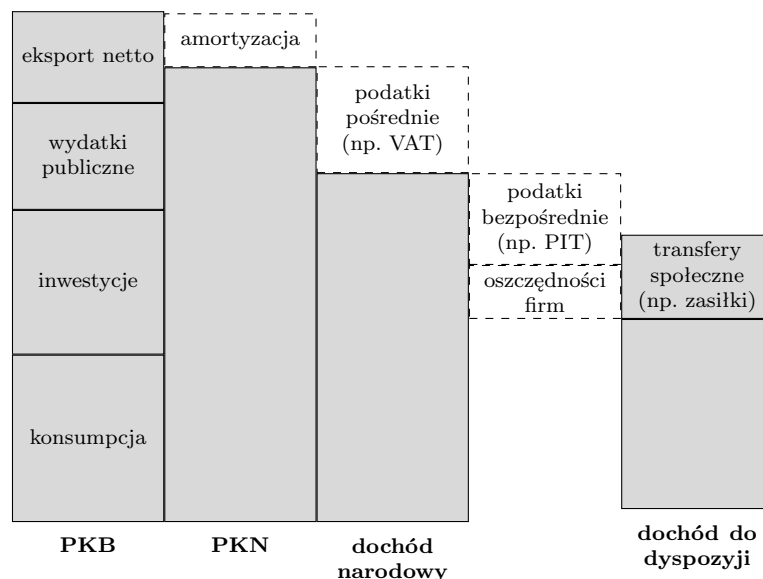 eksport netto
wydatki
publiczne
inwestycje
konsumpcja
PKB
amortyzacja
PKN
podatki
pośrednie
(np. VAT)
dochód
narodowy
podatki
bezpośrednie
(np. PIT)
oszczędności
firm
transfery
społeczne
(np. zasiłki)
dochód do
dyspozyji